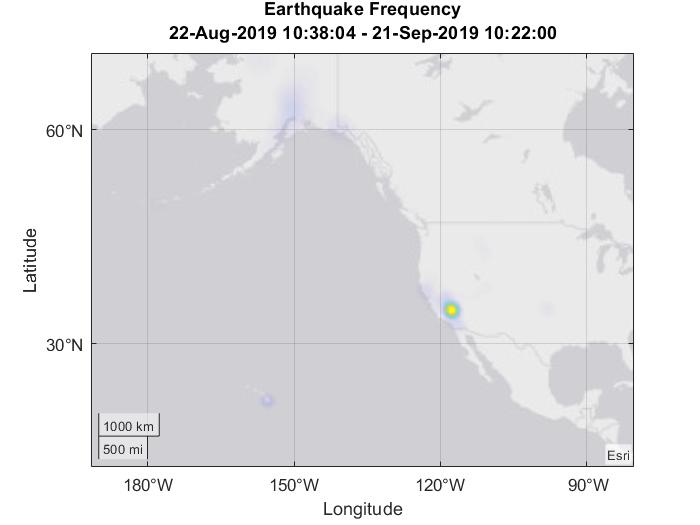 Earthquake Frequency
22-Aug-2019 10:38:04 - 21-Sep-2019 10:22:00
60°N
Latitude
30°N
1000 km
500 mi
Esri
180°W
150°W
120°W
90°W
Longitude